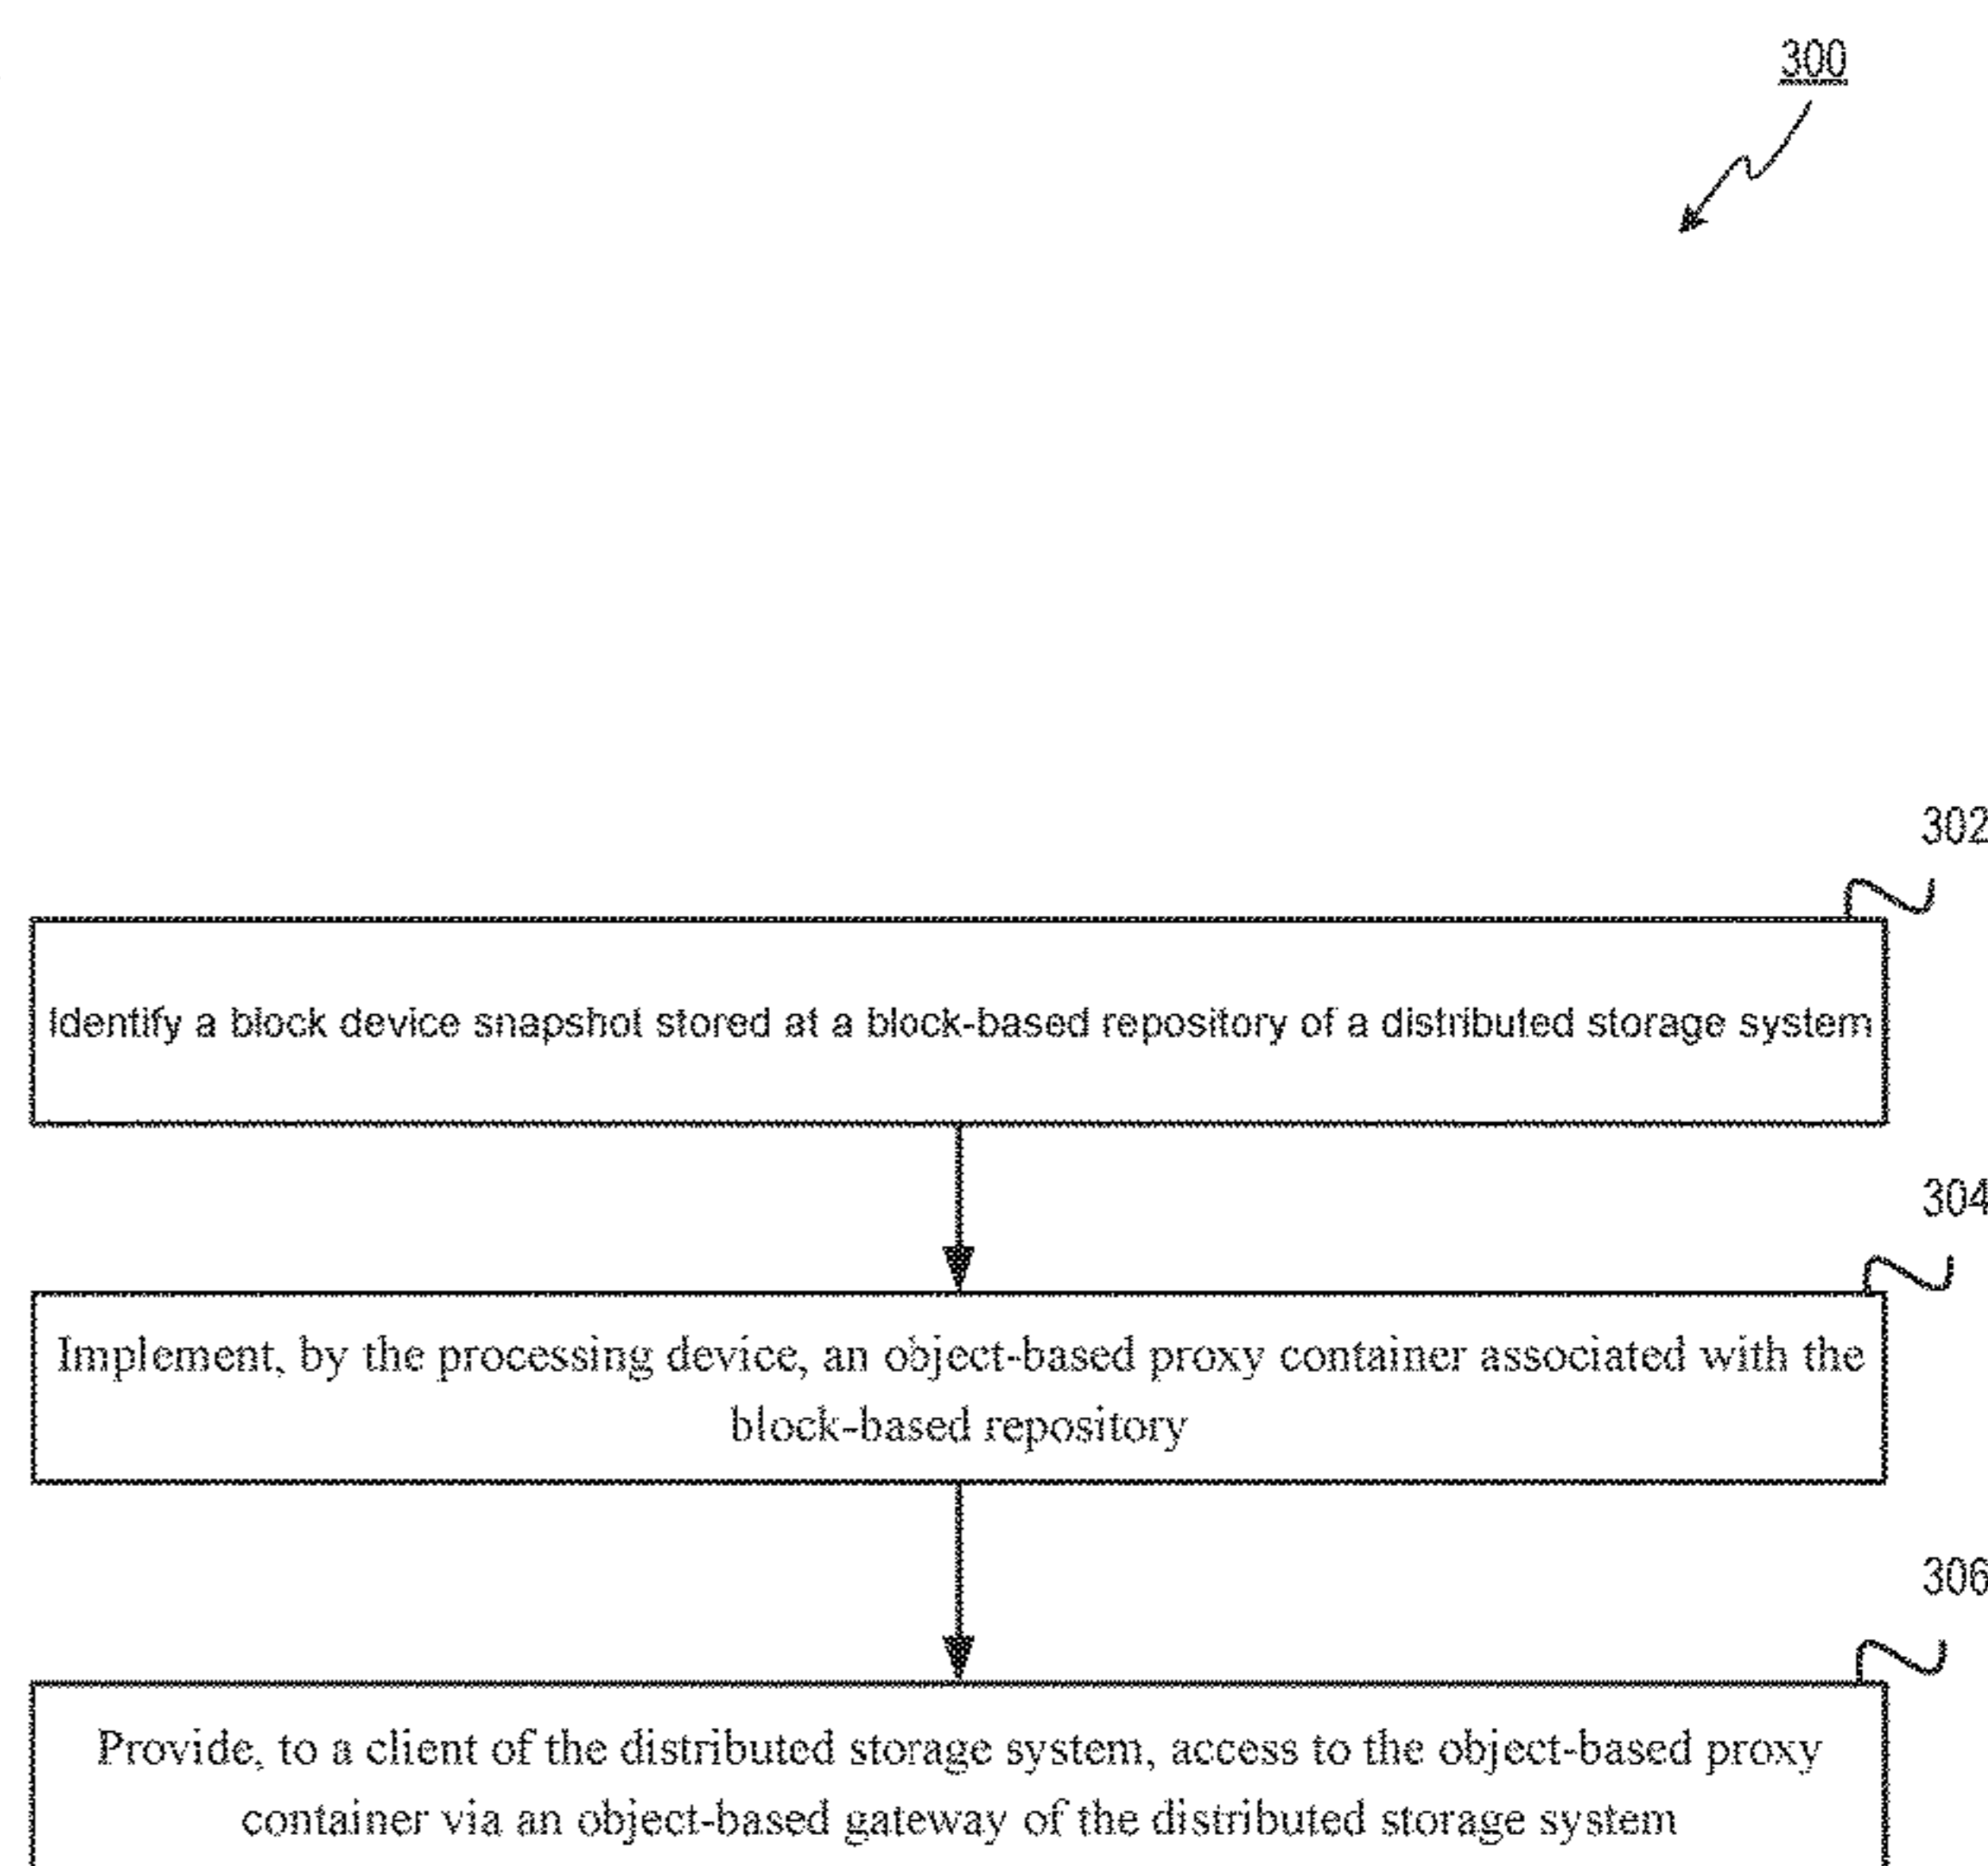 300
302
Identify a block device snapshot stored at a block-based repository of a distributed storage system
304
Implement, by the processing device, an object-based proxy container associated with the
block-based repository
306
Provide, to a client of the distributed storage system, access to the object-based proxy
container via an object-based gateway of the distributed storage system